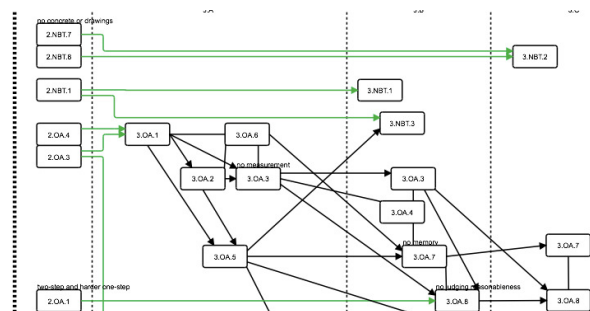 no concrete or drawings
2.NBT.7
2.NBT.8
3.NBT.2
2.NBT.1
3.NBT.1
3.NBT.3
2.OA.4
3.OA.1
3.OA.6
2.OA.3
no measurement
3.OA.2
3.OA.3
3.OA.3
3.OA.4
no memory
3.OA.5
3.OA.7
3.OA.7
two-step and harder one-step
no judging reasonableness
2.OA.1
3.OA.8
3.OA.8